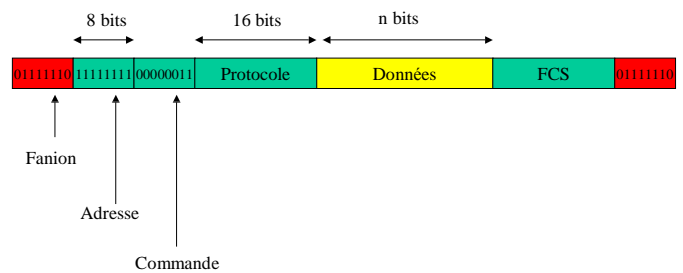 8 bits 16 bits n bits
01111110 11111111 00000011 Protocole Données FCS 01111110
Fanion
Adresse
Commande